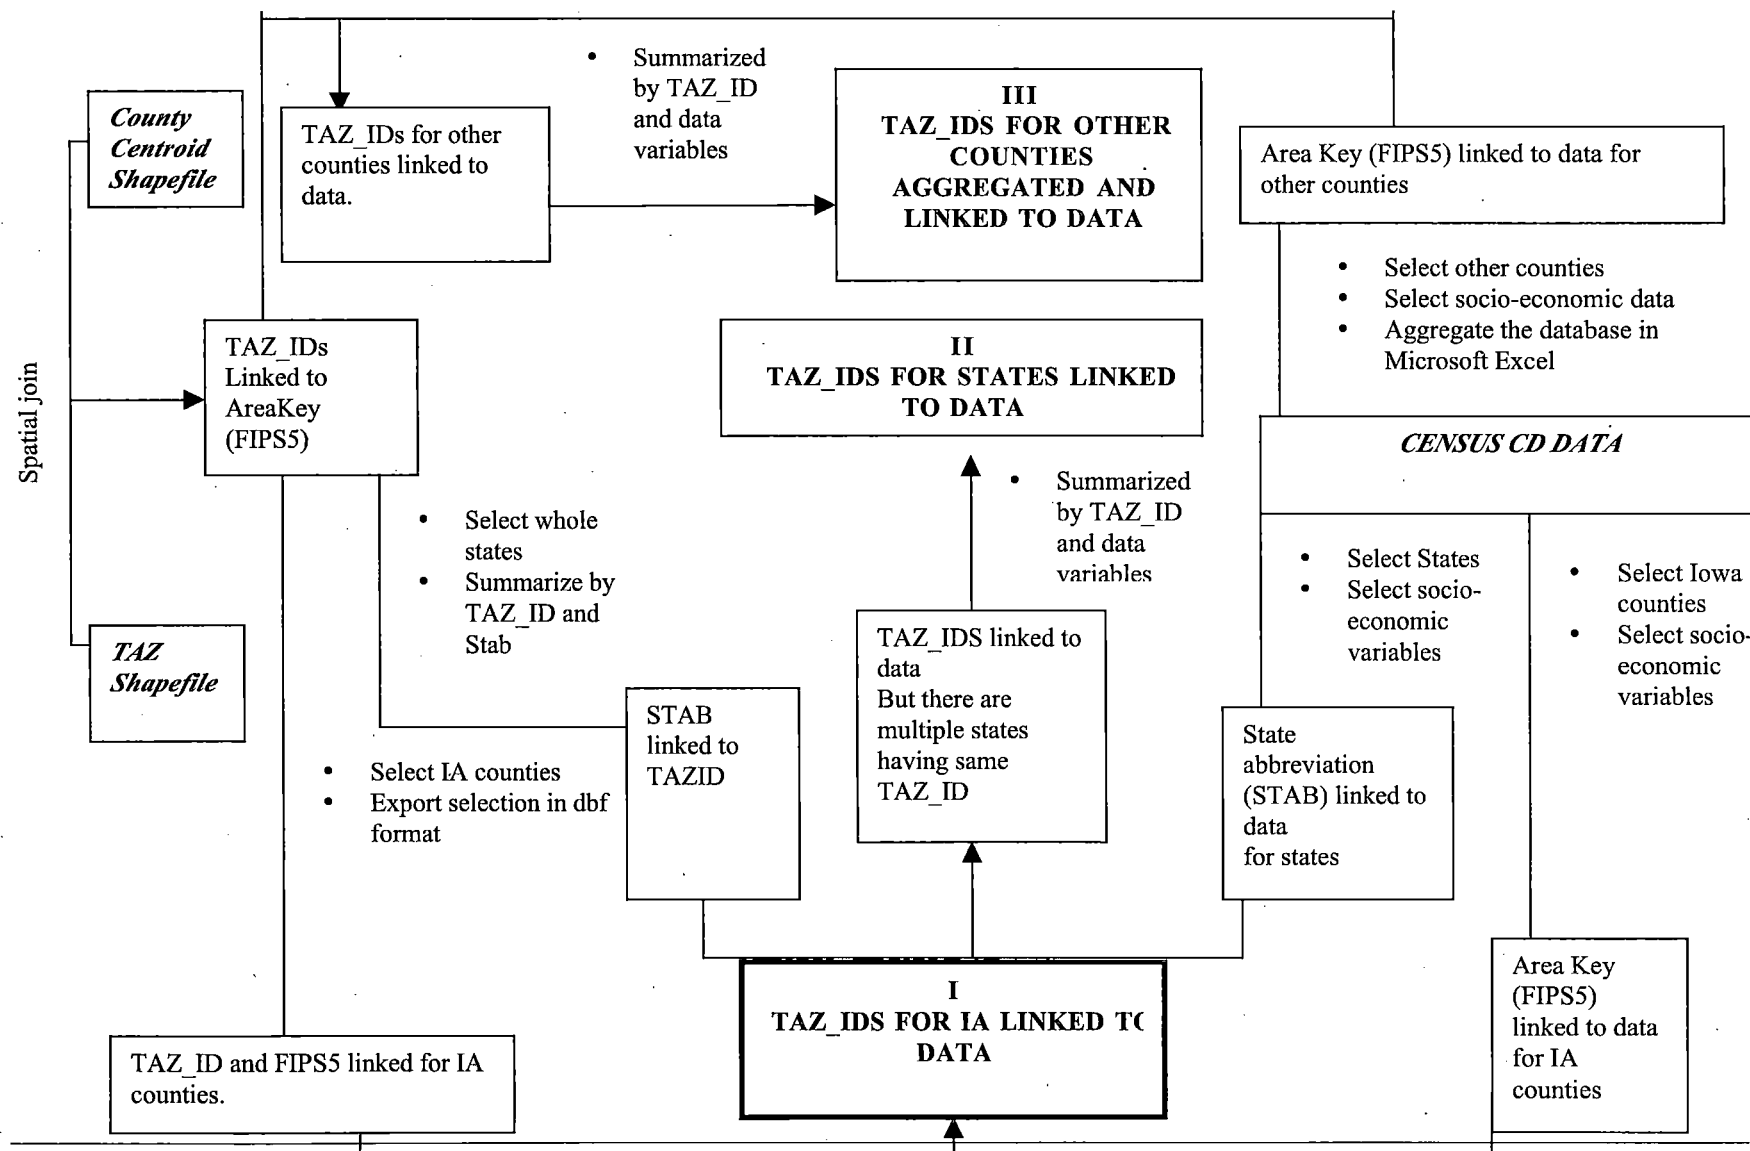 Summarized
by TAZ_ID
and data
variables
County
Centroid
Shapefile
TAZ_IDs for other
counties linked to
data.
III
TAZ_IDS FOR OTHER
COUNTIES
AGGREGATED AND
LINKED TO DATA
Area Key (FIPS5) linked to data for
other counties
Select other counties
Select socio-economic data
Aggregate the database in
Microsoft Excel
Spatial join
TAZ_IDs
Linked to
AreaKey
(FIPS5)
II
TAZ_IDS FOR STATES LINKED
TO DATA
CENSUS CD DATA
Select whole
states
Summarize by
TAZ_ID and
Stab
Summarized
by TAZ_ID
and data
variables
Select States
Select socio-
economic
variables
Select Iowa
counties
Select socio-
economic
variables
TAZ
Shapefile
STAB
linked to
TAZID
TAZ_IDS linked to
data
But there are
multiple states
having same
TAZ_ID
State
abbreviation
(STAB) linked to
data
for states
Select IA counties
Export selection in dbf
format
I
TAZ_IDS FOR IA LINKED T(
DATA
Area Key
(FIPS5)
linked to data
for IA
counties
TAZ_ID and FIPS5 linked for IA
counties.